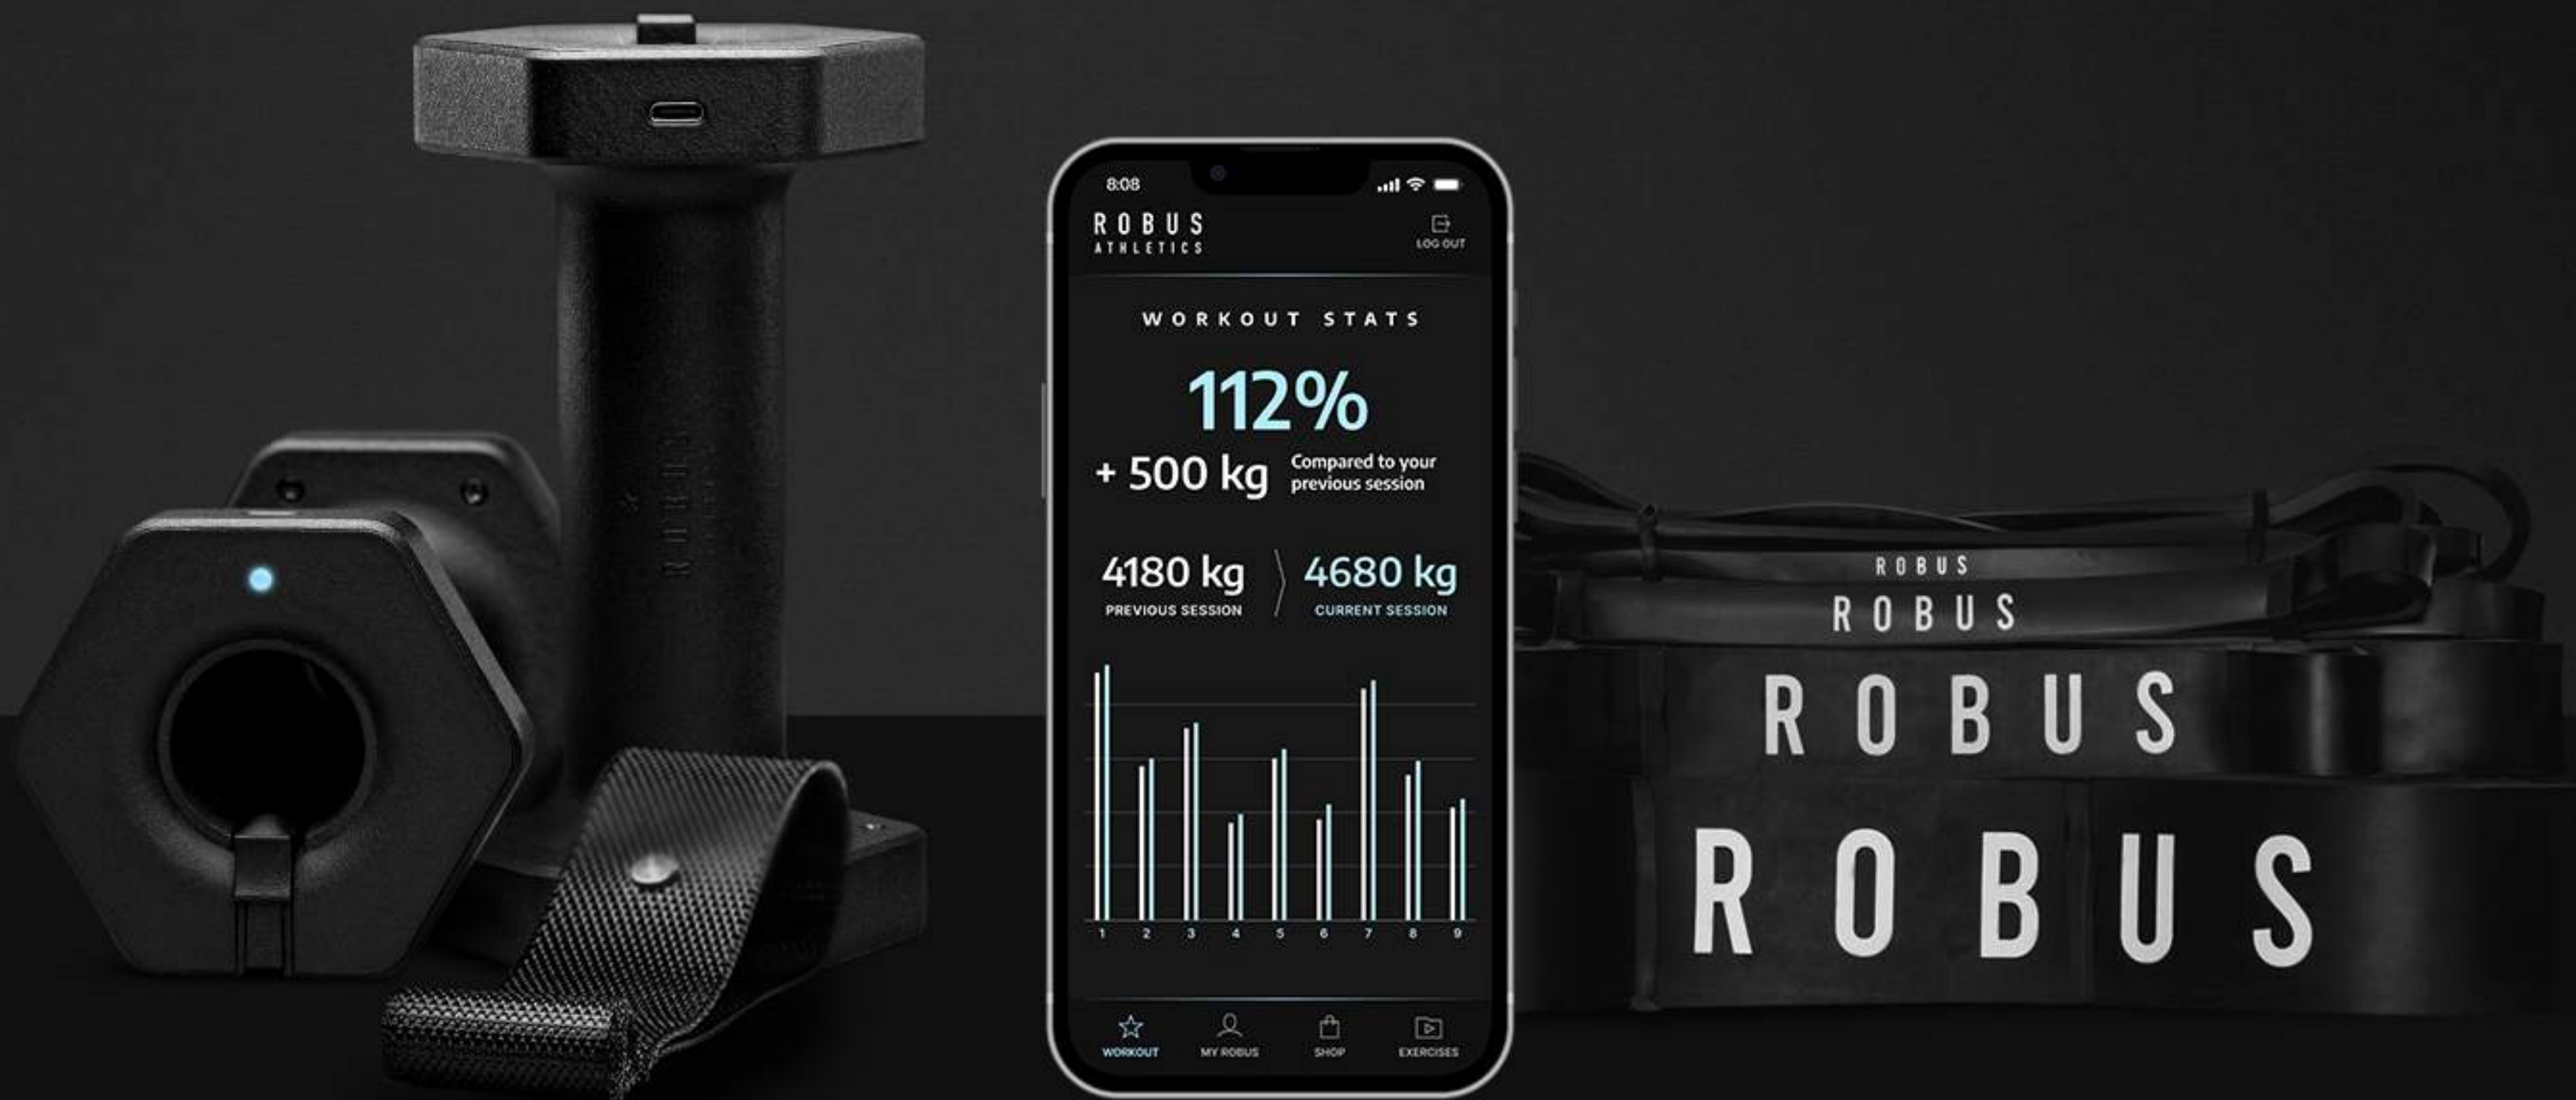 8:08
ROBUS
ATHLETICS
LOG OUT
WORKOUT STATS
112%
+ 500 kg
Compared to your
previous session
4180 kg
PREVIOUS SESSION
4680 kg
CURRENT SESSION
1 2 3 4 5 6 7 8 9
WORKOUT MY ROBUS SHOP EXERCISES
ROBUS
ROBUS
ROBUS
ROBUS
ROBUS